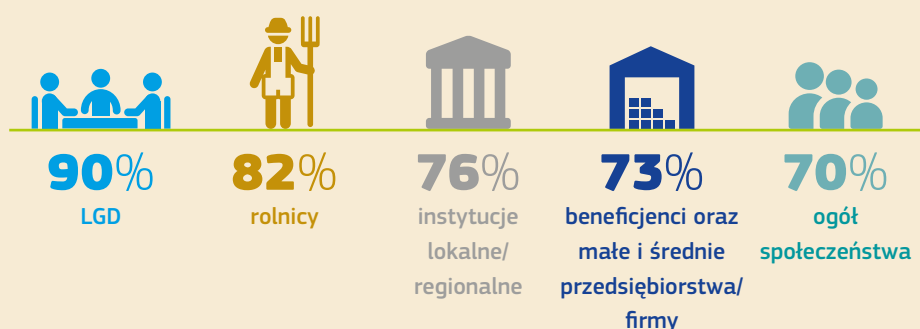 90%
LGD
82%
rolnicy
76%
instytucje
lokalne/
regionalne
73%
beneficjenci oraz
małe i średnie
przedsiębiorstwa/
firmy
70%
ogół
społeczeństwa